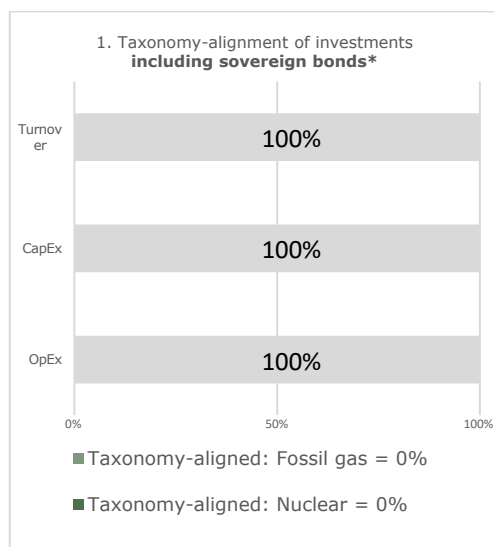 1. Taxonomy-alignment of investments
including sovereign bonds*
Turnov
er
100%
CapEx
100%
OpEx
100%
0%
50%
100%
Taxonomy-aligned: Fossil gas = 0%
Taxonomy-aligned: Nuclear = 0%